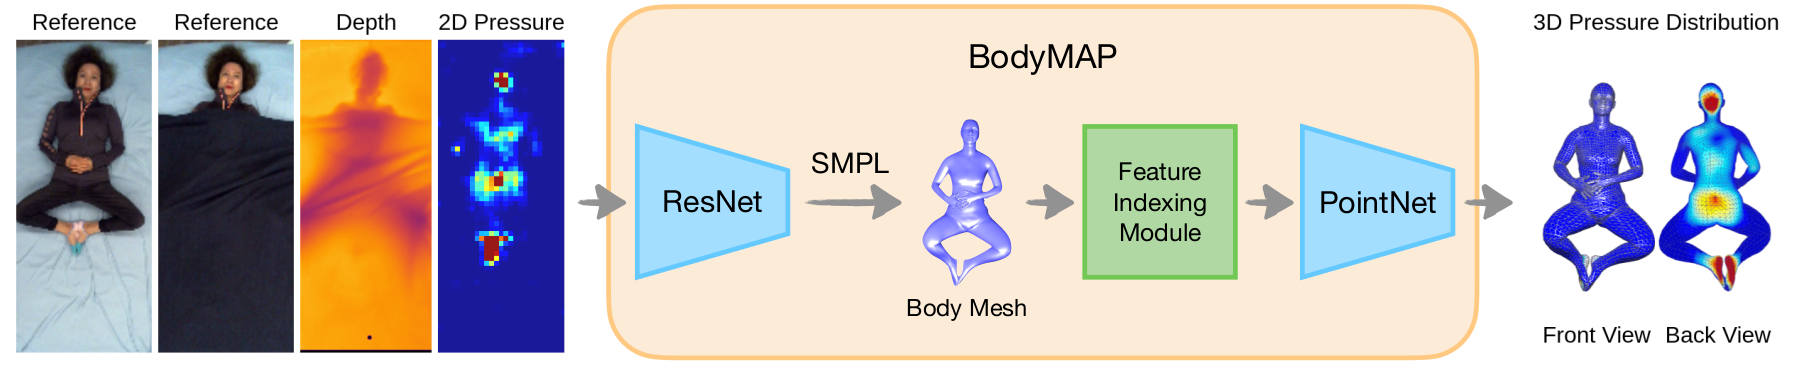 Reference
Reference
Depth
2D Pressure
BodyMAP
ResNet
SMPL
Body Mesh
Feature
Indexing
Module
PointNet
3D Pressure Distribution
Front View
Back View